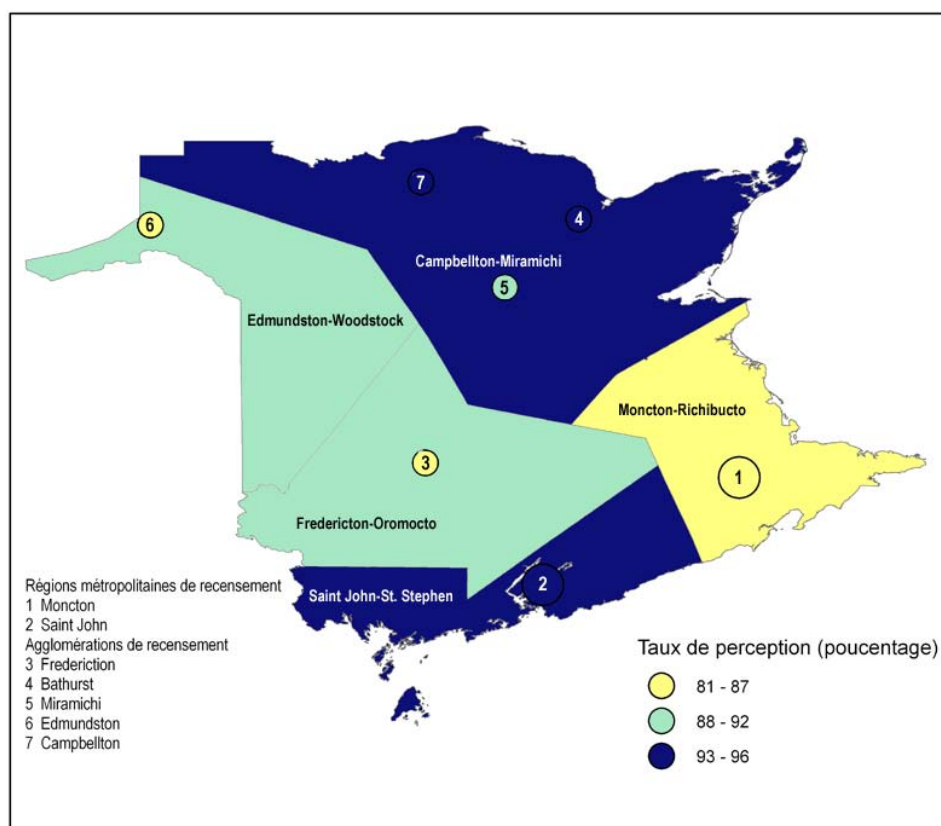 7
4
6
Campbellton-Miramichi
5
Edmundston-Woodstock
Moncton-Richibucto
3
1
Fredericton-Oromocto
2
Saint John-St. Stephen
Régions métropolitaines de recensement
1 Moncton
2 Saint John
Agglomérations de recensement
3 Frederiction
4 Bathurst
5 Miramichi
6 Edmundston
7 Campbellton
Taux de perception (poucentage)
81 - 87
88 - 92
93 - 96